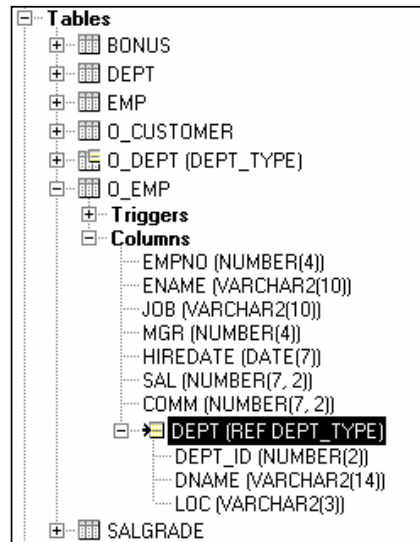 Tables
BONUS
DEPT
EMP
O_CUSTOMER
O_DEPT (DEPT_TYPE)
O_EMP
Triggers
Columns
EMPNO (NUMBER(4))
ENAME (VARCHAR2(10))
JOB (VARCHAR2(10))
MGR (NUMBER(4))
HIREDATE (DATE(7))
SAL (NUMBER(7, 2))
COMM (NUMBER(7, 2))
DEPT (REF DEPT_TYPE)
DEPT_ID (NUMBER(2))
DNAME (VARCHAR2(14))
LOC (VARCHAR2(3))
SALGRADE